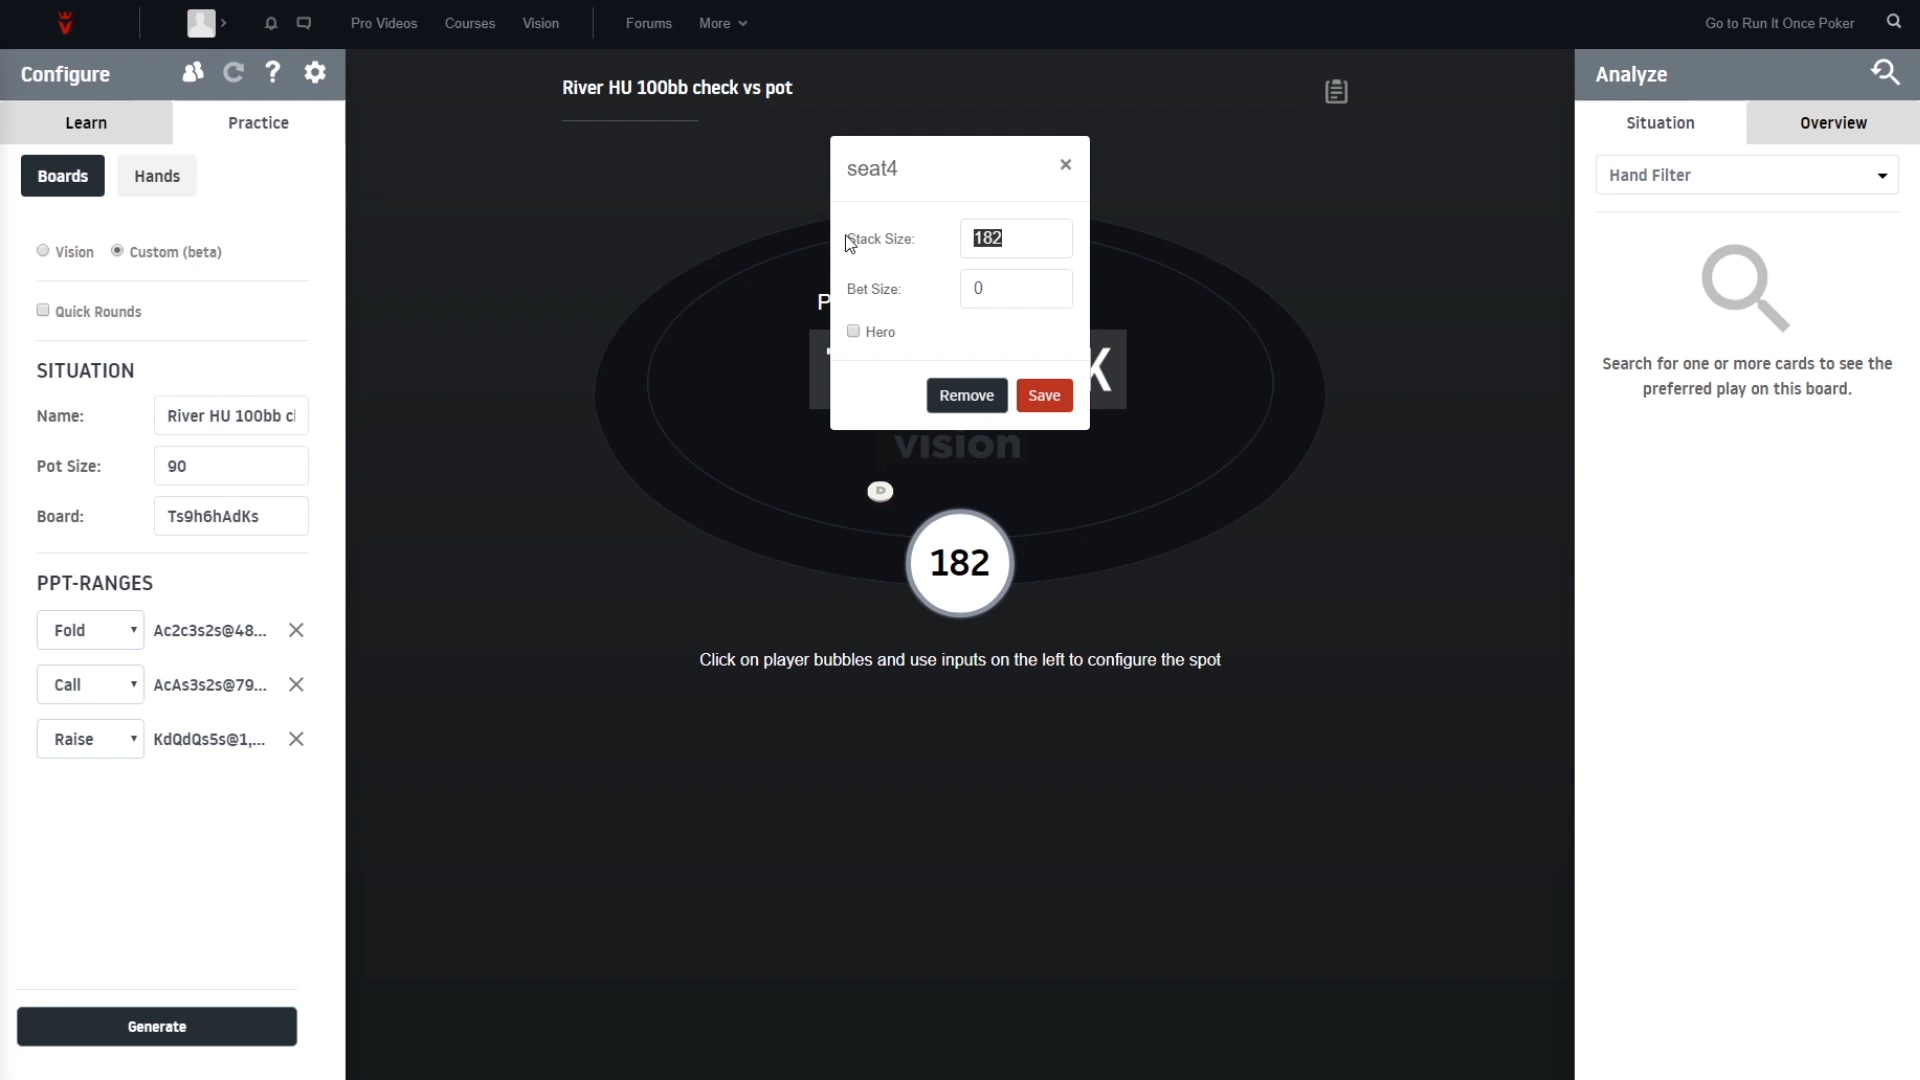 Pro Videos Courses Vision Forums More Go to Run It Once Poker
Configure
?
Learn Practice
Boards Hands
Vision Custom (beta)
Quick Rounds
SITUATION
Name: River HU 100bb cl
Pot Size: 90
Board: Ts9h6hAdKs
PPT-RANGES
Fold Ac2c3s2s@48...
Call AcAs3s2s@79...
Raise KdQdQs5s@1,...
Generate
River HU 100bb check vs pot
seat4 ×
Stack Size: 182
Bet Size: 0
Hero
Remove Save
P
K
vision
D
182
Click on player bubbles and use inputs on the left to configure the spot
Analyze
Situation Overview
Hand Filter
Search for one or more cards to see the
preferred play on this board.